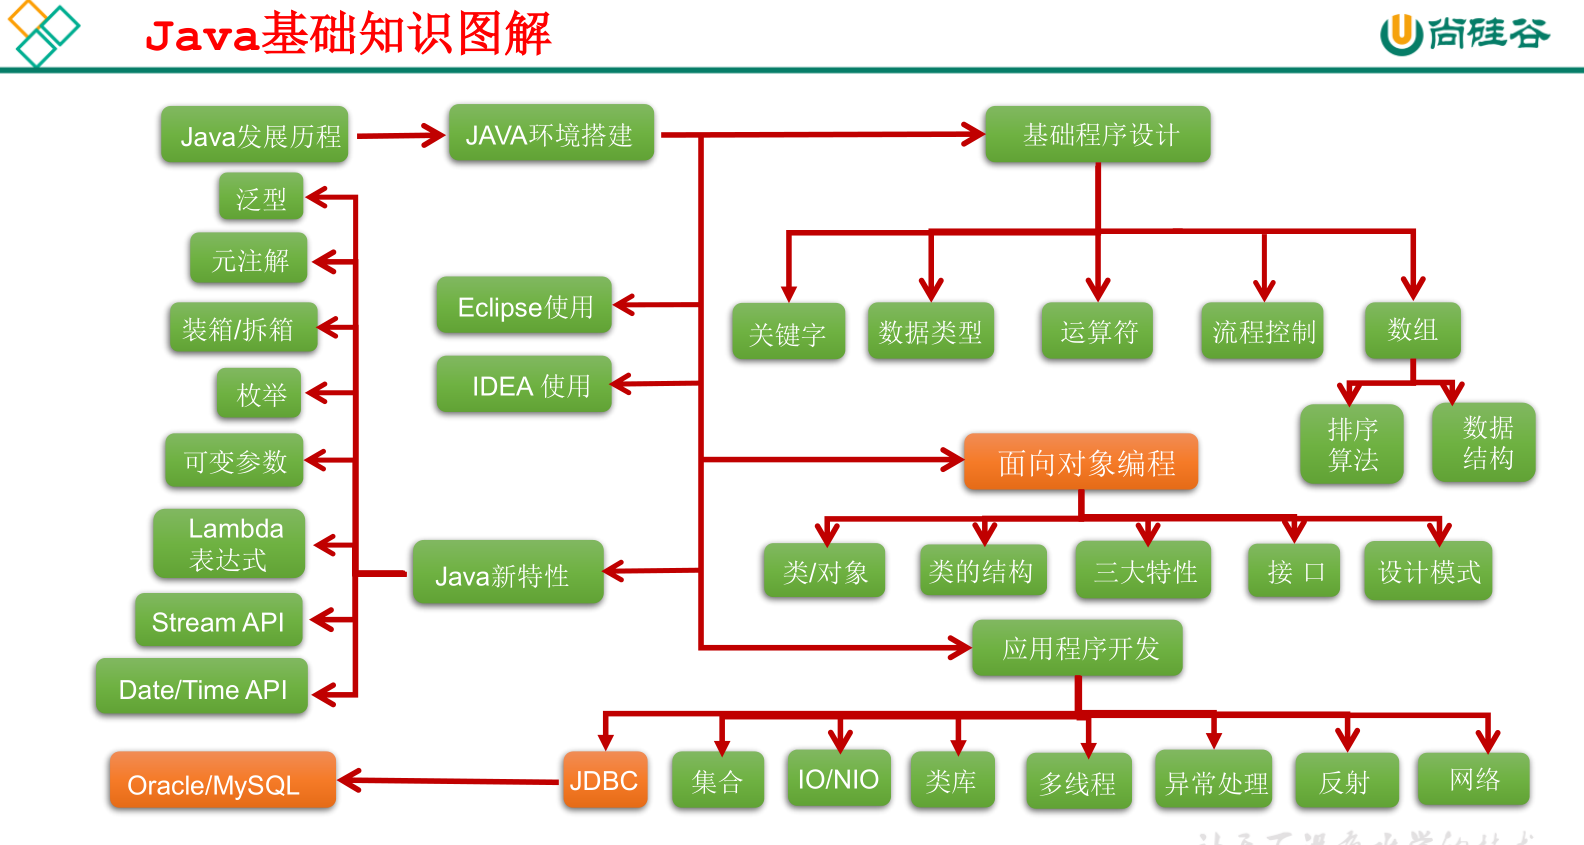 Java基础知识图解
尚硅谷
Java发展历程
JAVA环境搭建
基础程序设计
泛型
元注解
装箱/拆箱
枚举
可变参数
Lambda
表达式
Stream API
Date/Time API
Eclipse使用
IDEA 使用
Java新特性
关键字
数据类型
运算符
流程控制
数组
排序
算法
数据
结构
面向对象编程
类/对象
类的结构
三大特性
接 口
设计模式
应用程序开发
Oracle/MySQL
JDBC
集合
IO/NIO
类库
多线程
异常处理
反射
网络